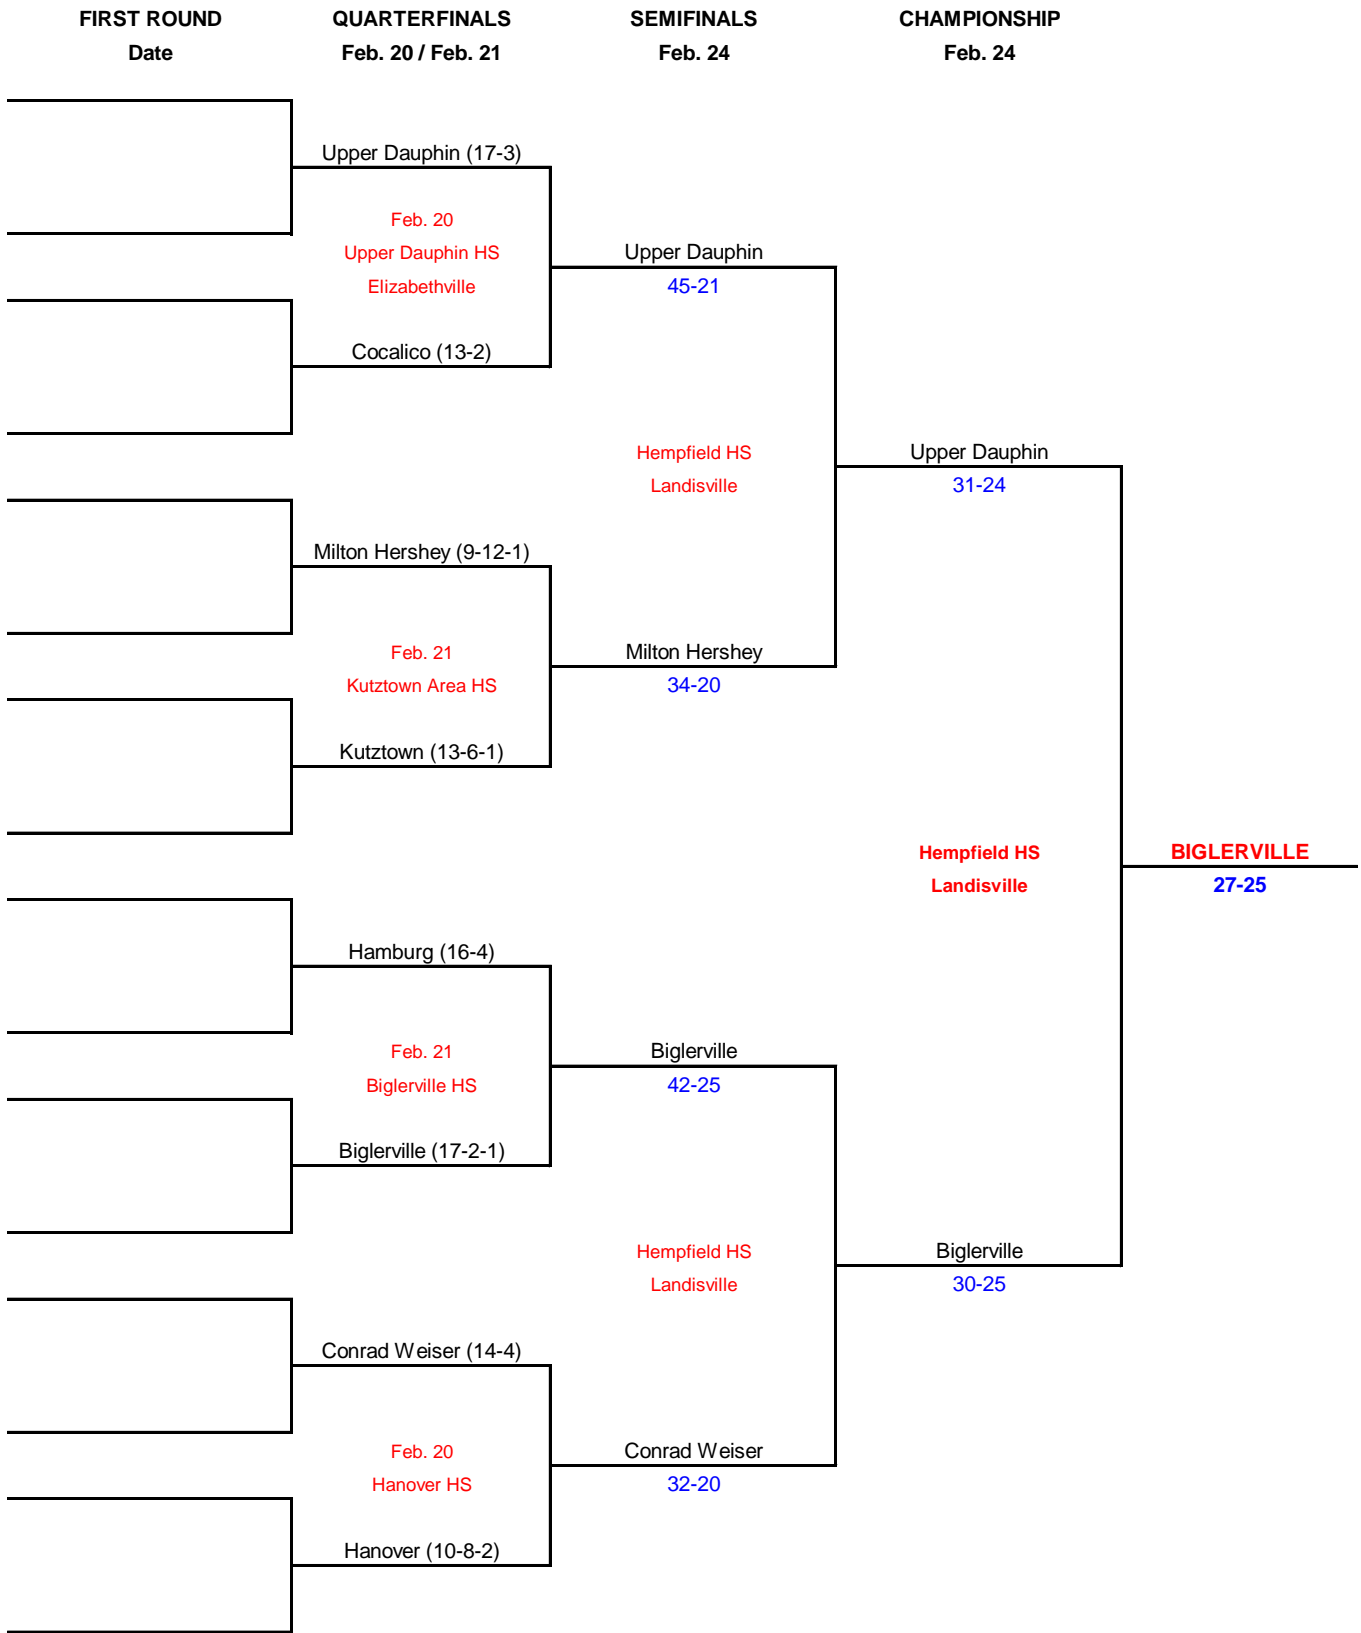 FIRST ROUND
QUARTERFINALS
SEMIFINALS
CHAMPIONSHIP
Date
Feb. 20 / Feb. 21
Feb. 24
Feb. 24
Upper Dauphin (17-3)
Feb. 20
Upper Dauphin HS
Elizabethville
Upper Dauphin
45-21
Cocalico (13-2)
Hempfield HS
Landisville
Upper Dauphin
31-24
Milton Hershey (9-12-1)
Feb. 21
Kutztown Area HS
Milton Hershey
34-20
Kutztown (13-6-1)
Hempfield HS
Landisville
BIGLERVILLE
27-25
Hamburg (16-4)
Feb. 21
Biglerville HS
Biglerville
42-25
Biglerville (17-2-1)
Hempfield HS
Landisville
Biglerville
30-25
Conrad Weiser (14-4)
Feb. 20
Hanover HS
Conrad Weiser
32-20
Hanover (10-8-2)